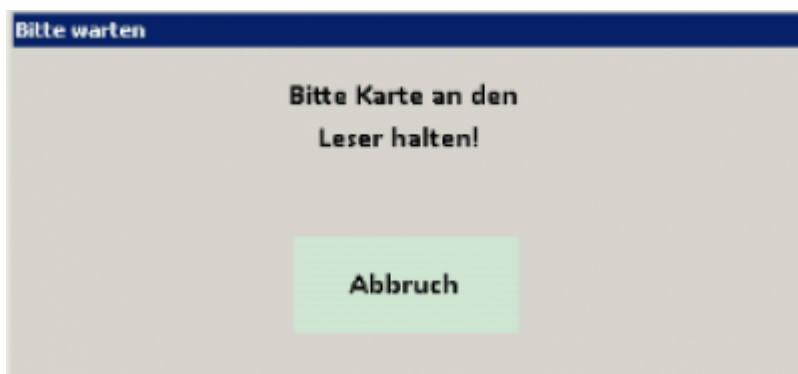 Bitte warten
Bitte Karte an den
Leser halten!
Abbruch